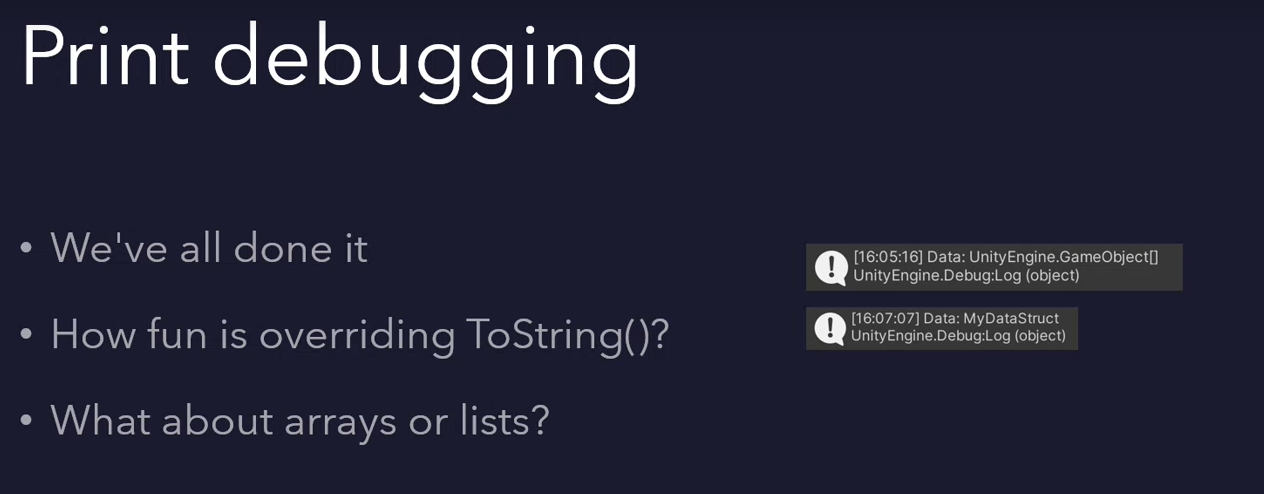 Print debugging
• We've all done it
• How fun is overriding ToString()?
• What about arrays or lists?
[16:05:16] Data: UnityEngine.GameObject[]
UnityEngine.Debug:Log (object)
[16:07:07] Data: MyDataStruct
UnityEngine.Debug:Log (object)